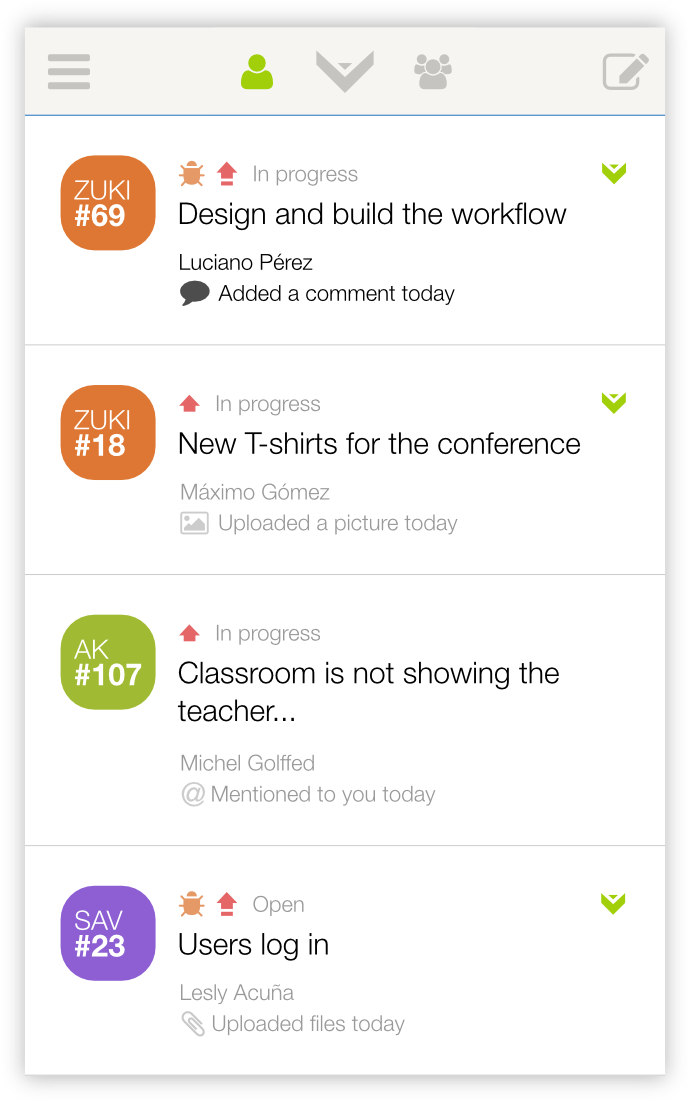 ZUKI
#69
In progress
Design and build the workflow
Luciano Pérez
Added a comment today
ZUKI
#18
In progress
New T-shirts for the conference
Máximo Gómez
Uploaded a picture today
AK
#107
In progress
Classroom is not showing the
teacher...
Michel Golffed
@ Mentioned to you today
SAV
#23
Open
Users log in
Lesly Acuña
Uploaded files today